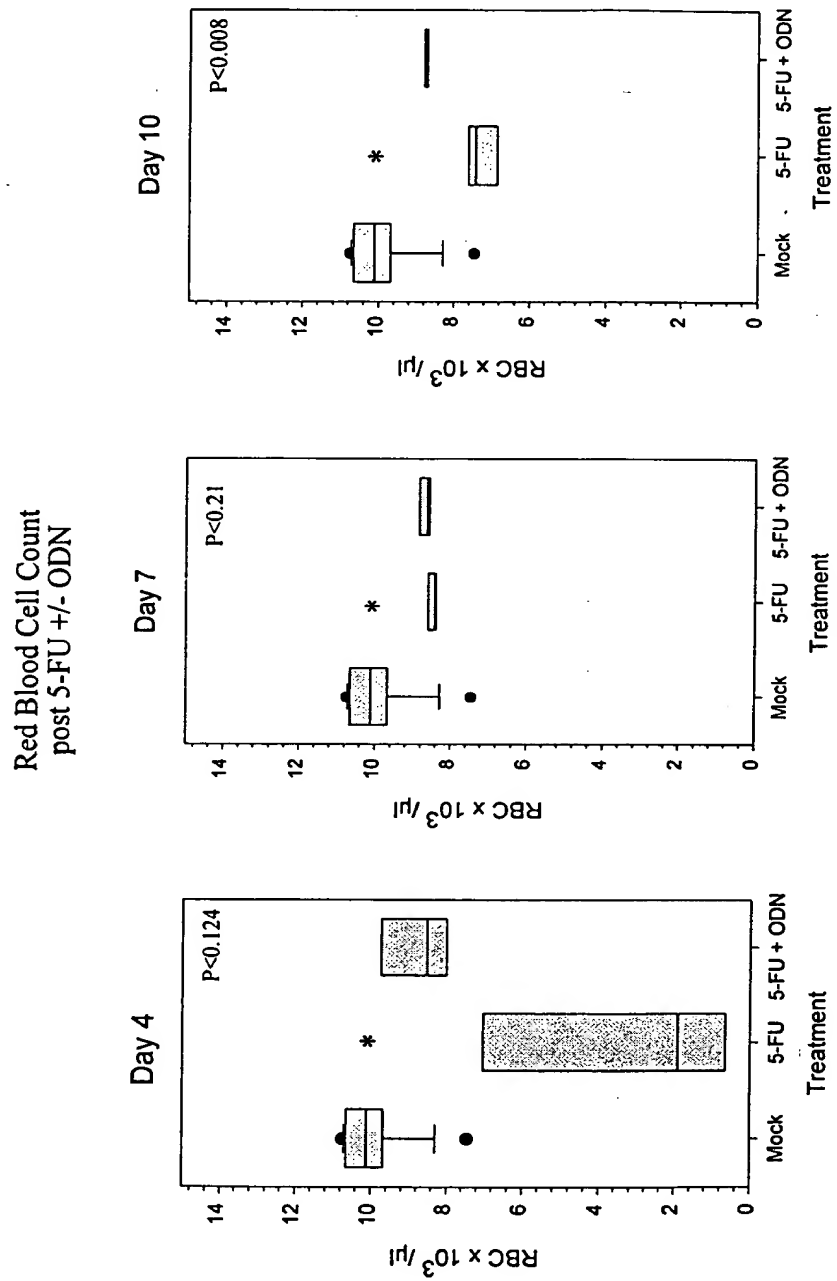 Red Blood Cell Count
post 5-FU +/- ODN
Day 4
P<0.124
RBC x 10³/µl
14
12
10
8
6
4
2
0
*
Mock 5-FU 5-FU + ODN
Treatment
Day 7
P<0.21
RBC x 10³/µl
14
12
10
8
6
4
2
0
*
Mock 5-FU 5-FU + ODN
Treatment
Day 10
P<0.008
RBC x 10³/µl
14
12
10
8
6
4
2
0
*
Mock 5-FU 5-FU + ODN
Treatment